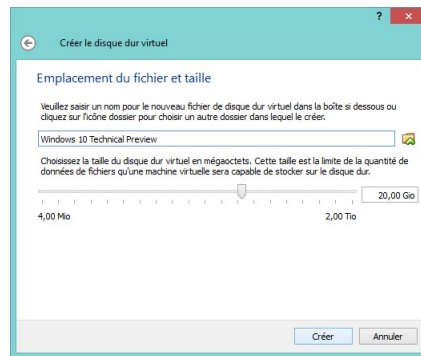 ?
Créer le disque dur virtuel
Emplacement du fichier et taille
Veuillez saisir un nom pour le nouveau fichier de disque dur virtuel dans la boîte si dessous ou
cliquez sur l'icône dossier pour choisir un autre dossier dans lequel le créer.
Windows 10 Technical Preview
Choisissez la taille du disque dur virtuel en mégaoctets. Cette taille est la limite de la quantité de
données de fichiers qu'une machine virtuelle sera capable de stocker sur le disque dur.
20,00 Gio
4,00 Mio 2,00 Tio
Créer Annuler